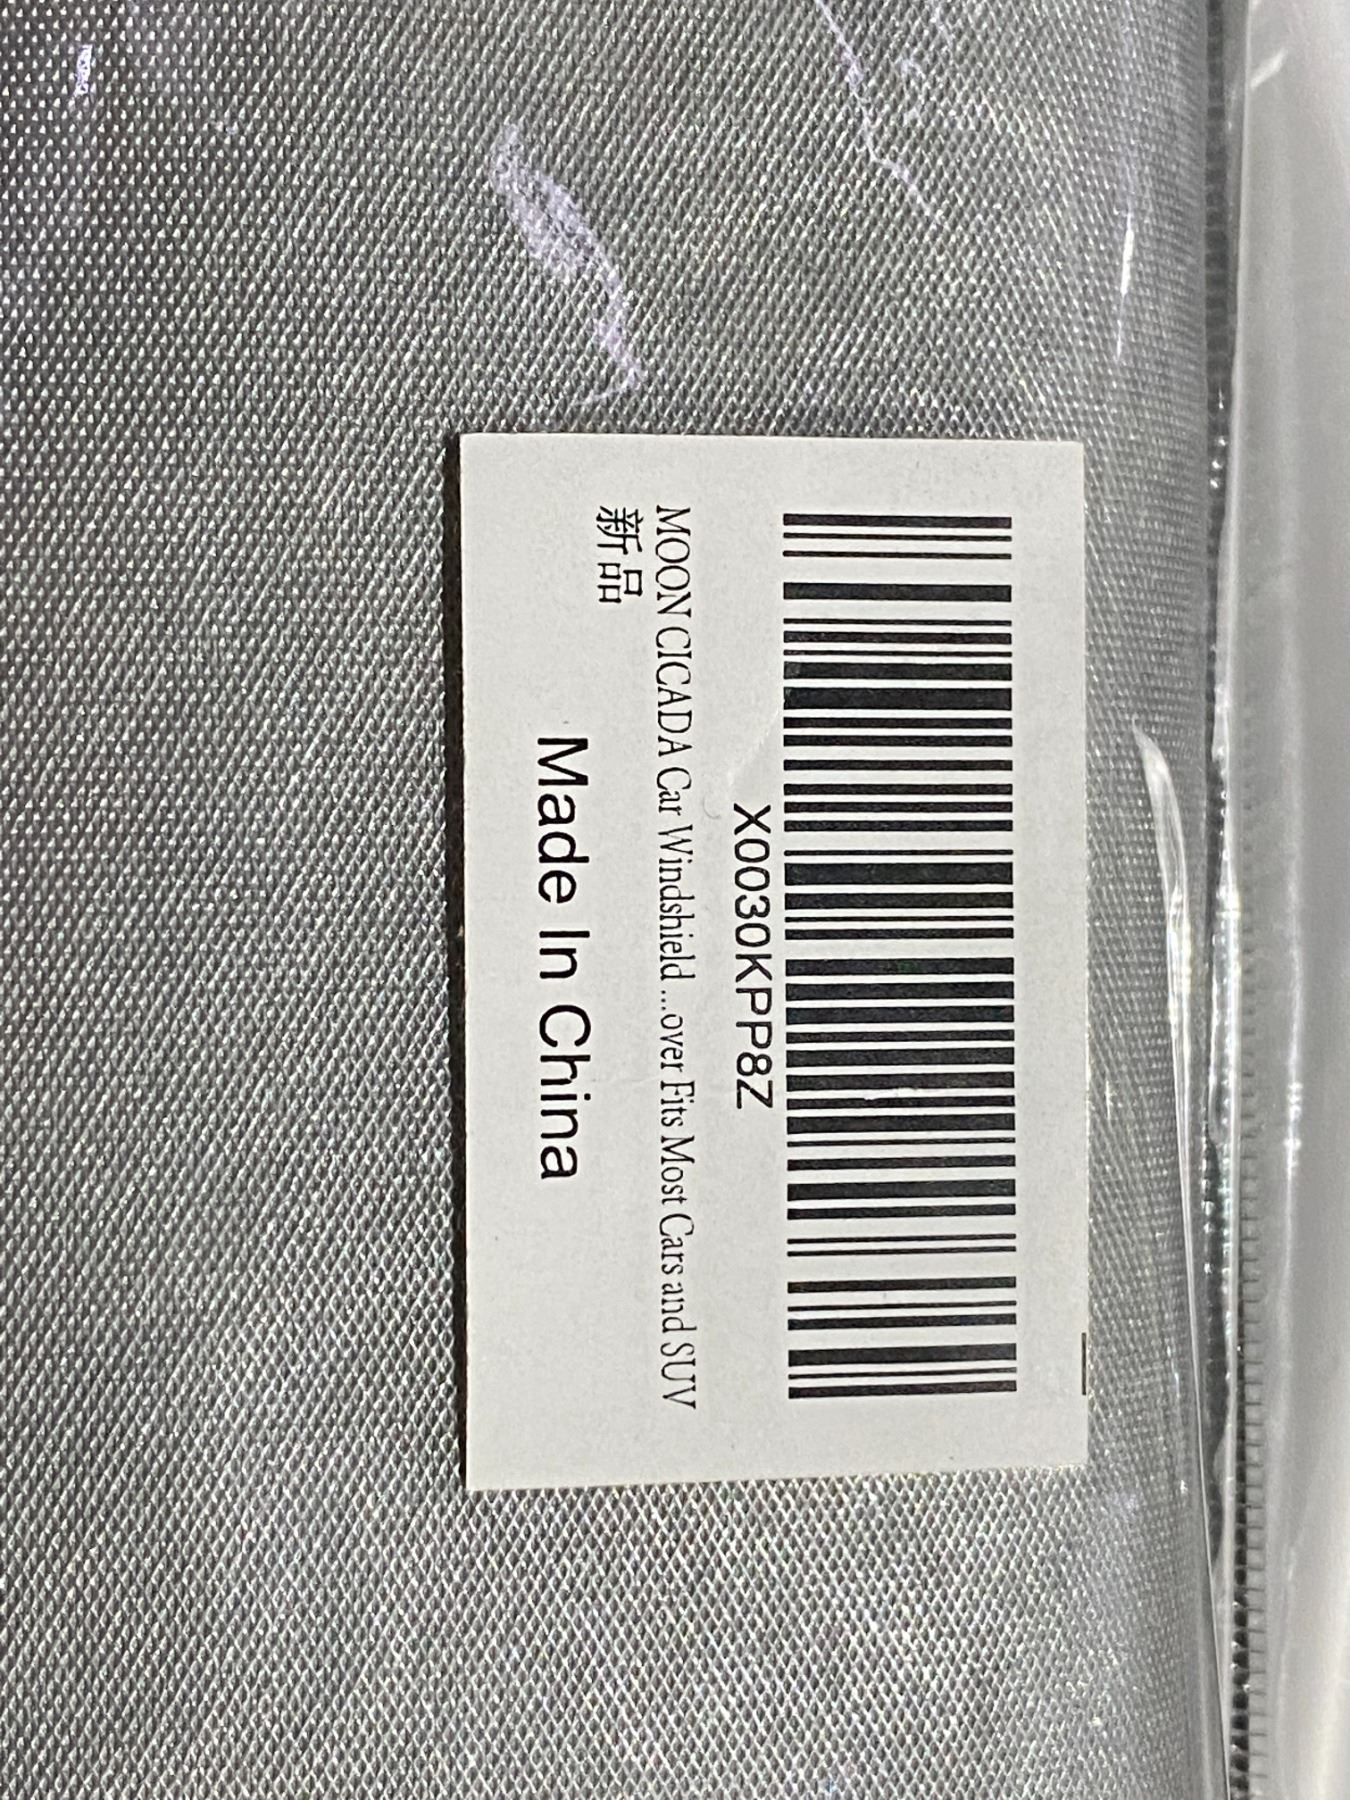 X0030KPP8Z
MOON CICADA Car Windshield ...over Fits Most Cars and SUV
新品
Made In China